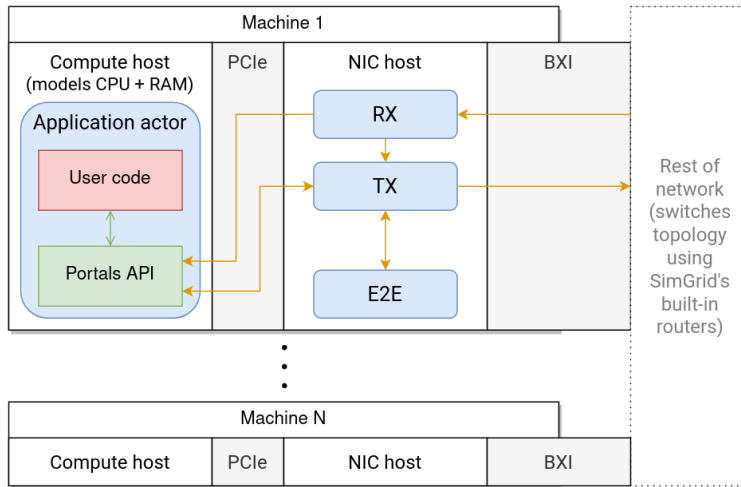 Machine 1
Compute host
(models CPU + RAM)
PCIe
NIC host
BXI
Application actor
User code
Portals API
RX
TX
E2E
Rest of
network
(switches
topology
using
SimGrid's
built-in
routers)
Machine N
Compute host
PCIe
NIC host
BXI